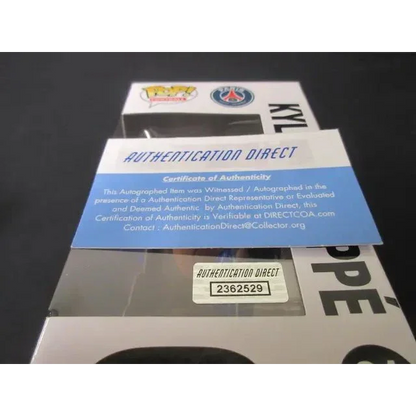 POP!
PARIS
KYL
AUTHENTICATION DIRECT
Certificate of Authenticity
This Autographed Item was Witnessed / Autographed in the
presence of a Authentication Direct Representative or Evaluated
and Deemed Authentic by Authentication Direct, this
Certification of Authenticity is Verifiable at DIRECTCOA.com
Contact : AuthenticationDirect@Collector.org
PPÉ
AUTHENTICATION DIRECT
2362529